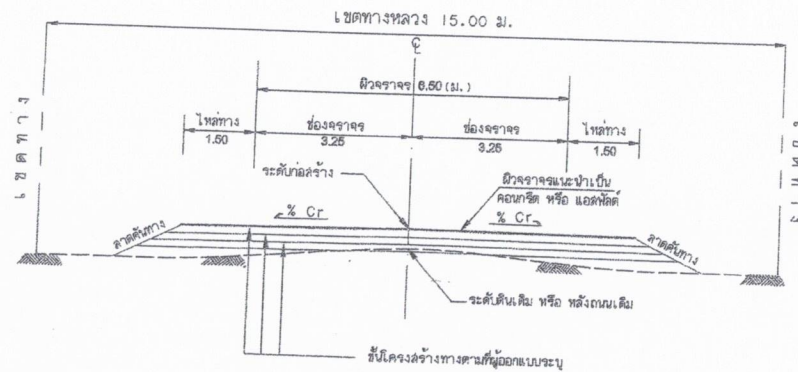 เขตทางหลวง 15.00 ม.
℄
ผิวจราจร 6.50 (ม.)
ไหล่ทาง
1.50
ช่องจราจร
3.25
ช่องจราจร
3.25
ไหล่ทาง
1.50
เขตทาง
ระดับก่อสร้าง
ผิวจราจรแนะนำเป็น
คอนกรีต หรือ แอสฟัลต์
% Cr
% Cr
ลาดคันทาง
ลาดคันทาง
ระดับดินเดิม หรือ หลังถนนเดิม
ชั้นโครงสร้างทางตามที่ผู้ออกแบบระบุ